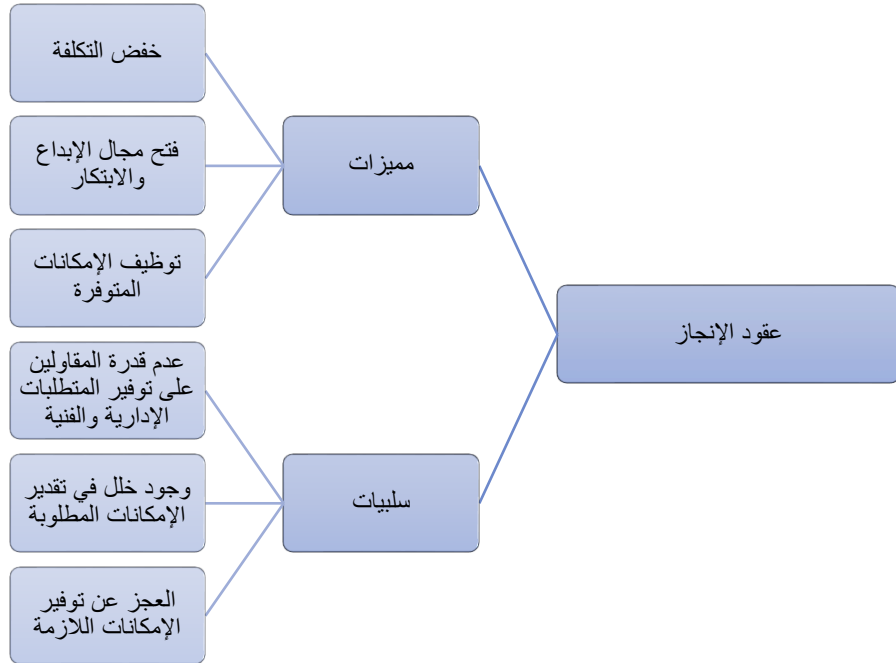 عقود الإنجاز
مميزات
خفض التكلفة
فتح مجال الإبداع
والابتكار
توظيف الإمكانات
المتوفرة
سلبيات
عدم قدرة المقاولين
على توفير المتطلبات
الإدارية والفنية
وجود خلل في تقدير
الإمكانات المطلوبة
العجز عن توفير
الإمكانات اللازمة